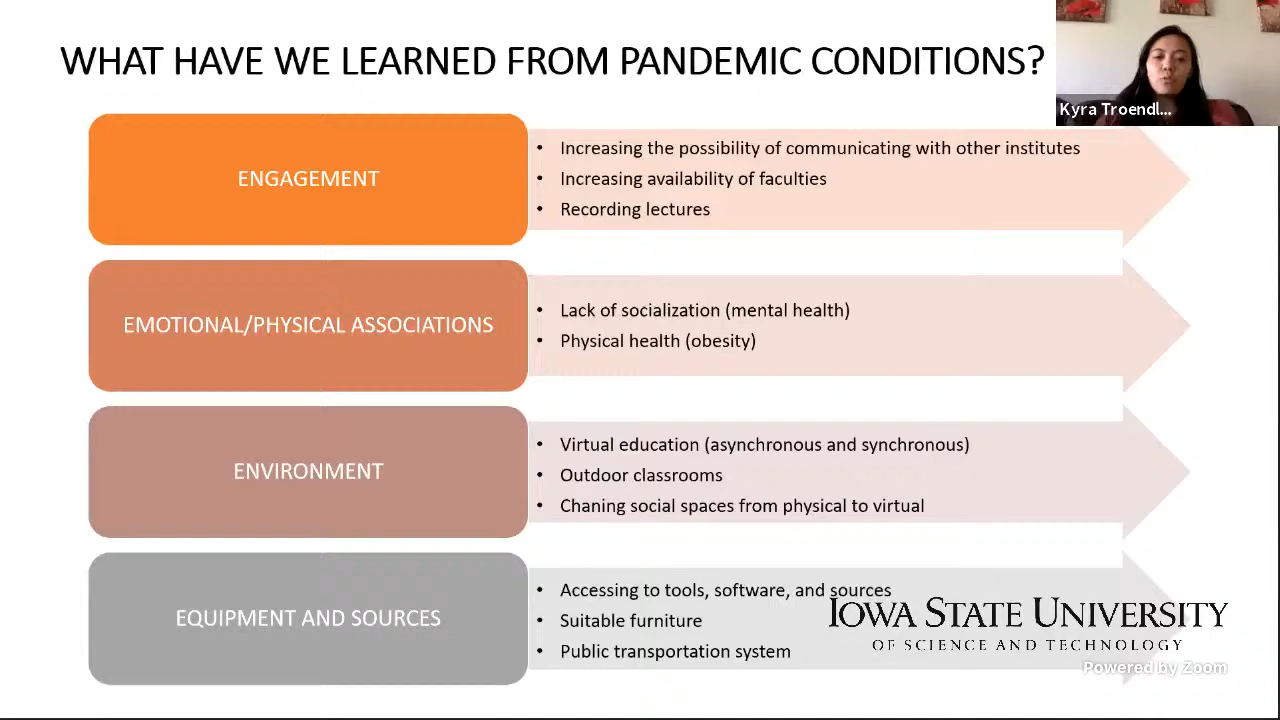 WHAT HAVE WE LEARNED FROM PANDEMIC CONDITIONS?
Kyra Troendl...
ENGAGEMENT
• Increasing the possibility of communicating with other institutes
• Increasing availability of faculties
• Recording lectures
EMOTIONAL/PHYSICAL ASSOCIATIONS
• Lack of socialization (mental health)
• Physical health (obesity)
ENVIRONMENT
• Virtual education (asynchronous and synchronous)
• Outdoor classrooms
• Chaning social spaces from physical to virtual
EQUIPMENT AND SOURCES
• Accessing to tools, software, and sources
• Suitable furniture
• Public transportation system
IOWA STATE UNIVERSITY
OF SCIENCE AND TECHNOLOGY
Powered by Zoom